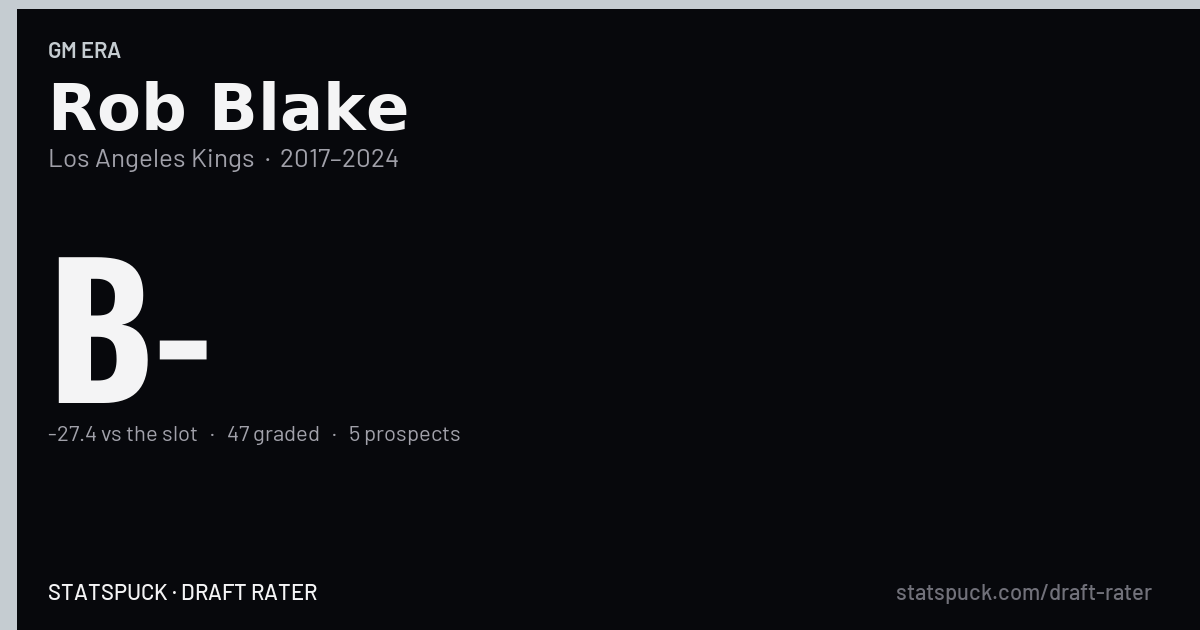 GM ERA
Rob Blake
Los Angeles Kings · 2017–2024
B-
-27.4 vs the slot · 47 graded · 5 prospects
STATSPUCK · DRAFT RATER
statspuck.com/draft-rater